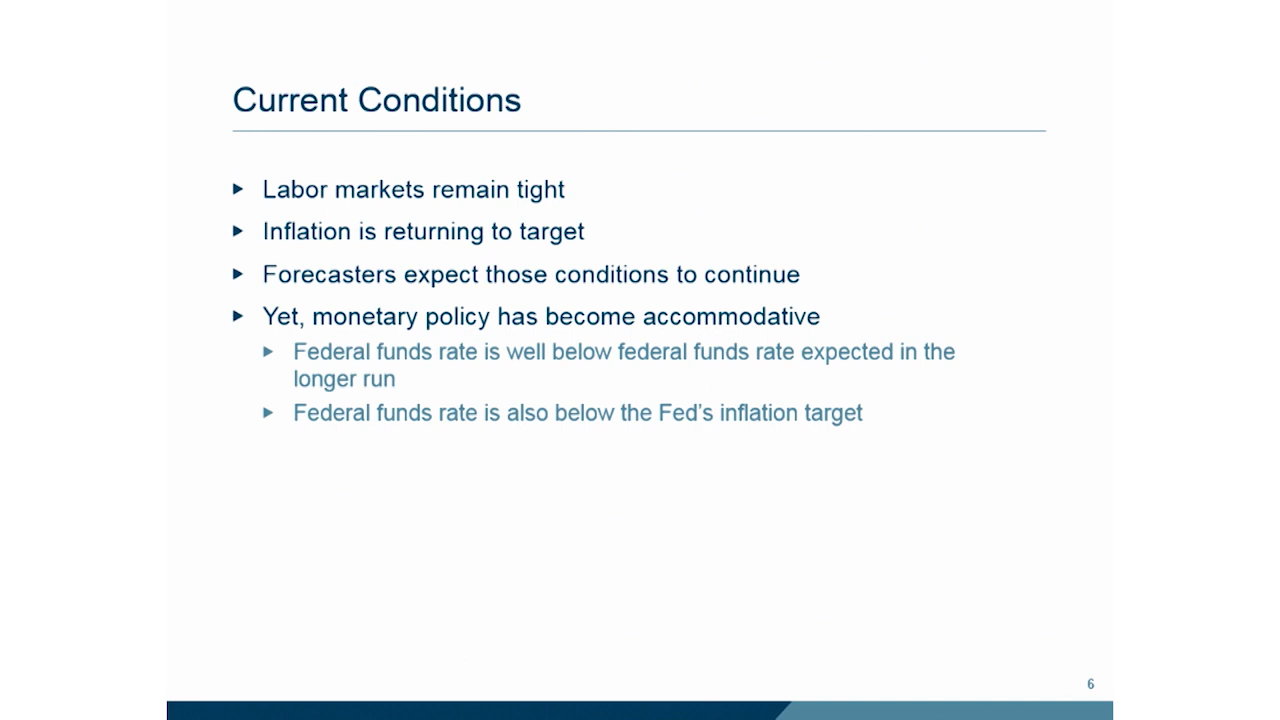 Current Conditions
Labor markets remain tight
Inflation is returning to target
Forecasters expect those conditions to continue
Yet, monetary policy has become accommodative
Federal funds rate is well below federal funds rate expected in the
longer run
Federal funds rate is also below the Fed's inflation target
6